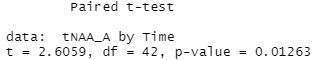 Paired t-test
data:  tNAA_A by Time
t = 2.6059, df = 42, p-value = 0.01263